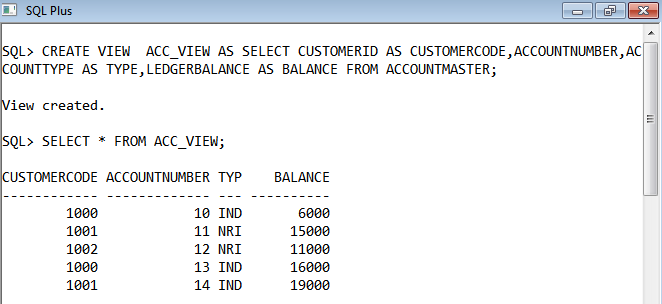 SQL Plus
SQL> CREATE VIEW  ACC_VIEW AS SELECT CUSTOMERID AS CUSTOMERCODE,ACCOUNTNUMBER,AC
COUNTTYPE AS TYPE,LEDGERBALANCE AS BALANCE FROM ACCOUNTMASTER;
View created.
SQL> SELECT * FROM ACC_VIEW;
CUSTOMERCODE ACCOUNTNUMBER TYP    BALANCE
------------ ------------- --- ----------
        1000            10 IND       6000
        1001            11 NRI      15000
        1002            12 NRI      11000
        1000            13 IND      16000
        1001            14 IND      19000